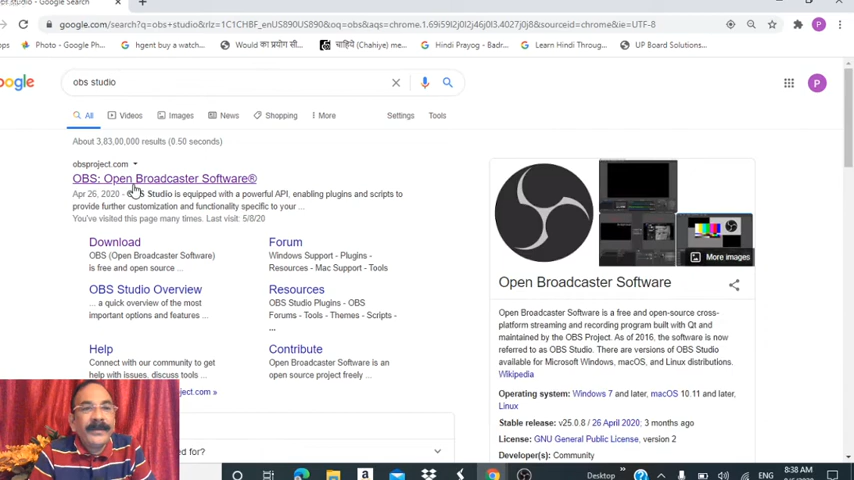 Google Search
google.com/search?q=obs+studio&rlz=1C1CHBF_enUS890US890&oq=obs&aqs=chrome.1.69i59l2j0l2j46j0l3.4027j0j8&sourceid=chrome&ie=UTF-8
Photo - Google Ph...
hgent buy a watch...
Would का प्रयोग सी...
चाहिये (Chahiye) me...
Hindi Prayog - Badr...
Learn Hindi Throug...
UP Board Solutions...
ogle
obs studio
P
All
Videos
Images
News
Shopping
More
Settings
Tools
About 3,83,00,000 results (0.50 seconds)
obsproject.com
OBS: Open Broadcaster Software®
Apr 26, 2020 - OBS Studio is equipped with a powerful API, enabling plugins and scripts to
provide further customization and functionality specific to your ...
You've visited this page many times. Last visit: 5/8/20
Download
OBS (Open Broadcaster Software)
is free and open source ...
Forum
Windows Support - Plugins -
Resources - Mac Support - Tools
OBS Studio Overview
... a quick overview of the most
important options and features ...
Resources
OBS Studio Plugins - OBS
Forums - Tools - Themes - Scripts -
...
Help
Connect with our community to get
help with issues, discuss tools ...
Contribute
Open Broadcaster Software is an
open source project freely ...
ject.com »
ed for?
More images
Open Broadcaster Software
Open Broadcaster Software is a free and open-source cross-
platform streaming and recording program built with Qt and
maintained by the OBS Project. As of 2016, the software is now
referred to as OBS Studio. There are versions of OBS Studio
available for Microsoft Windows, macOS, and Linux distributions.
Wikipedia
Operating system: Windows 7 and later, macOS 10.11 and later,
Linux
Stable release: v25.0.8 / 26 April 2020; 3 months ago
License: GNU General Public License, version 2
Developer(s): Community
Desktop
ENG
8:38 AM